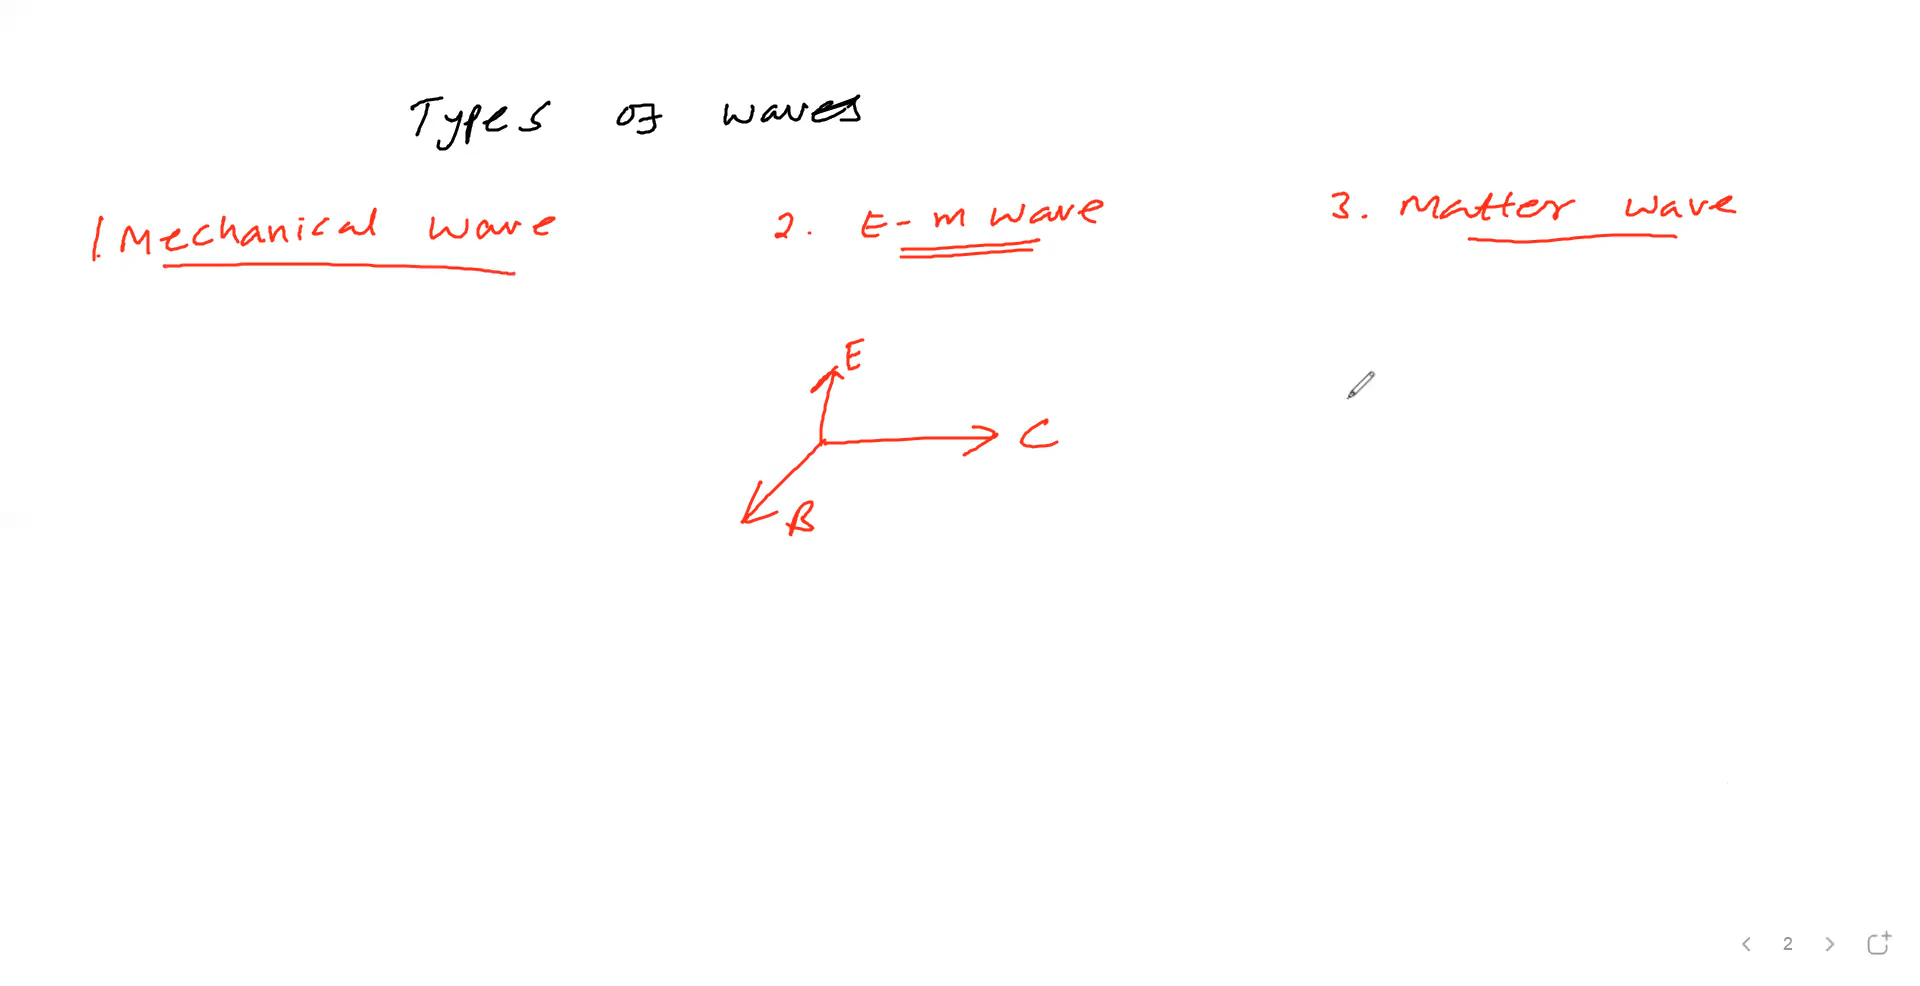 Types of waves
1. Mechanical wave
2. E-m wave
3. Matter wave
E
C
B
2